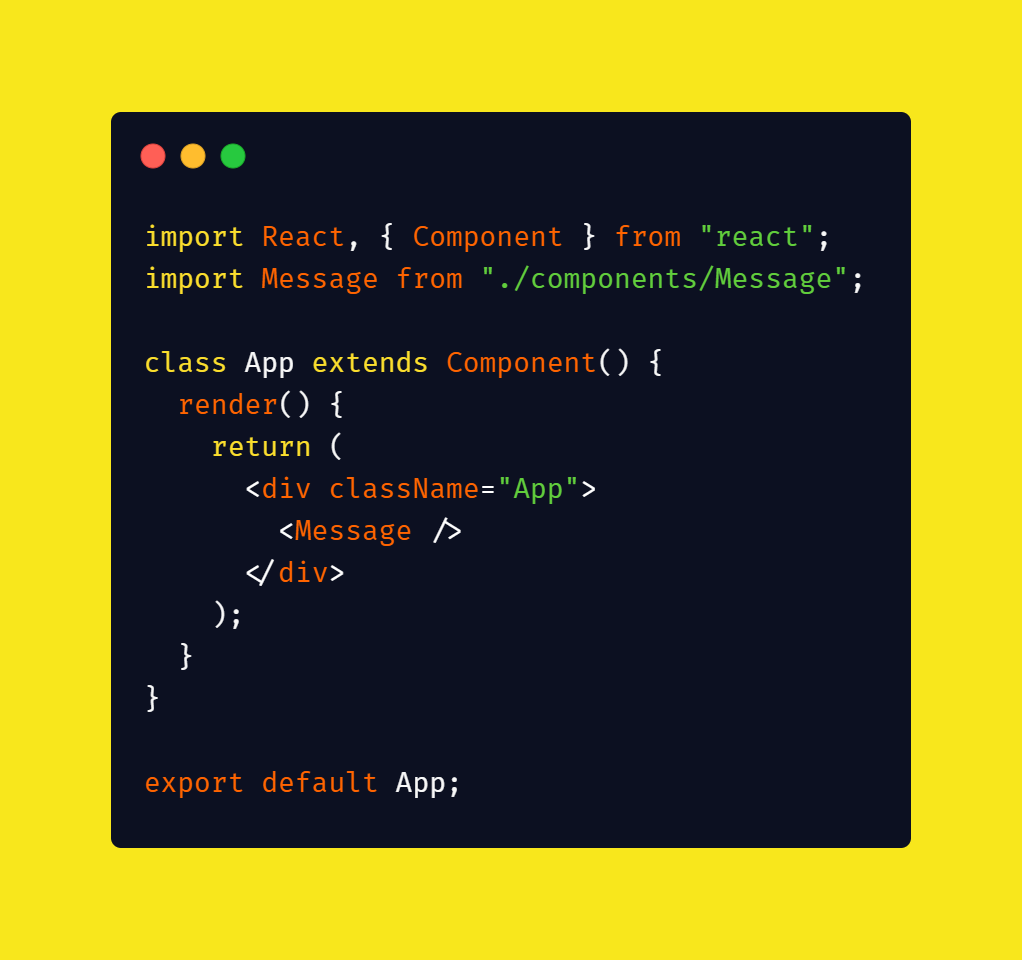 import React, { Component } from "react";
import Message from "./components/Message";
class App extends Component() {
render() {
return (
<div className="App">
<Message />
</div>
);
}
}
export default App;